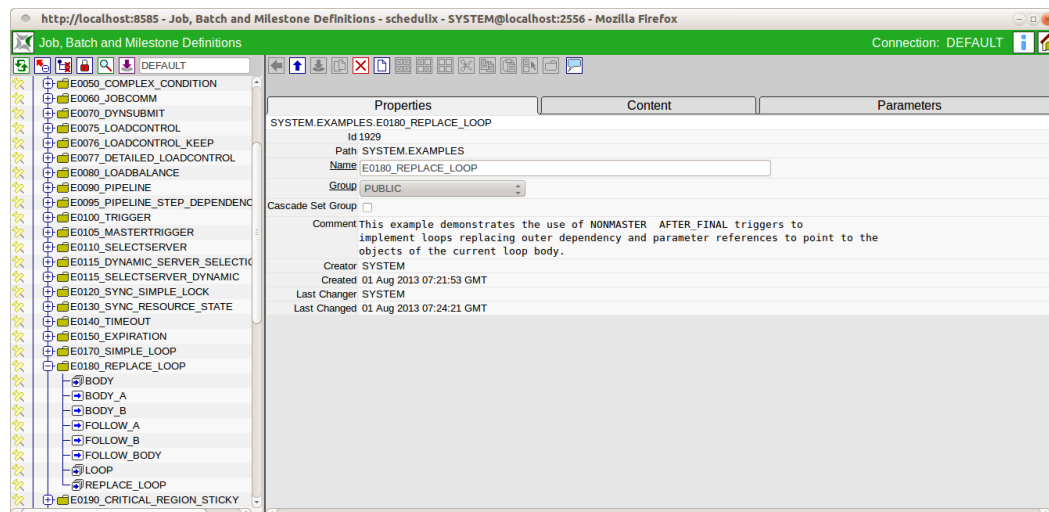 http://localhost:8585 - Job, Batch and Milestone Definitions - schedulix - SYSTEM@localhost:2556 - Mozilla Firefox
Job, Batch and Milestone Definitions
Connection: DEFAULT
DEFAULT
E0050_COMPLEX_CONDITION
E0060_JOBCOMM
E0070_DYNSUBMIT
E0075_LOADCONTROL
E0076_LOADCONTROL_KEEP
E0077_DETAILED_LOADCONTROL
E0080_LOADBALANCE
E0090_PIPELINE
E0095_PIPELINE_STEP_DEPENDENC
E0100_TRIGGER
E0105_MASTERTRIGGER
E0110_SELECTSERVER
E0115_DYNAMIC_SERVER_SELECTIO
E0115_SELECTSERVER_DYNAMIC
E0120_SYNC_SIMPLE_LOCK
E0130_SYNC_RESOURCE_STATE
E0140_TIMEOUT
E0150_EXPIRATION
E0170_SIMPLE_LOOP
E0180_REPLACE_LOOP
BODY
BODY_A
BODY_B
FOLLOW_A
FOLLOW_B
FOLLOW_BODY
LOOP
REPLACE_LOOP
E0190_CRITICAL_REGION_STICKY
Properties
Content
Parameters
SYSTEM.EXAMPLES.E0180_REPLACE_LOOP
Id 1929
Path SYSTEM.EXAMPLES
Name E0180_REPLACE_LOOP
Group PUBLIC
Cascade Set Group
Comment This example demonstrates the use of NONMASTER  AFTER_FINAL triggers to
implement loops replacing outer dependency and parameter references to point to the
objects of the current loop body.
Creator SYSTEM
Created 01 Aug 2013 07:21:53 GMT
Last Changer SYSTEM
Last Changed 01 Aug 2013 07:24:21 GMT